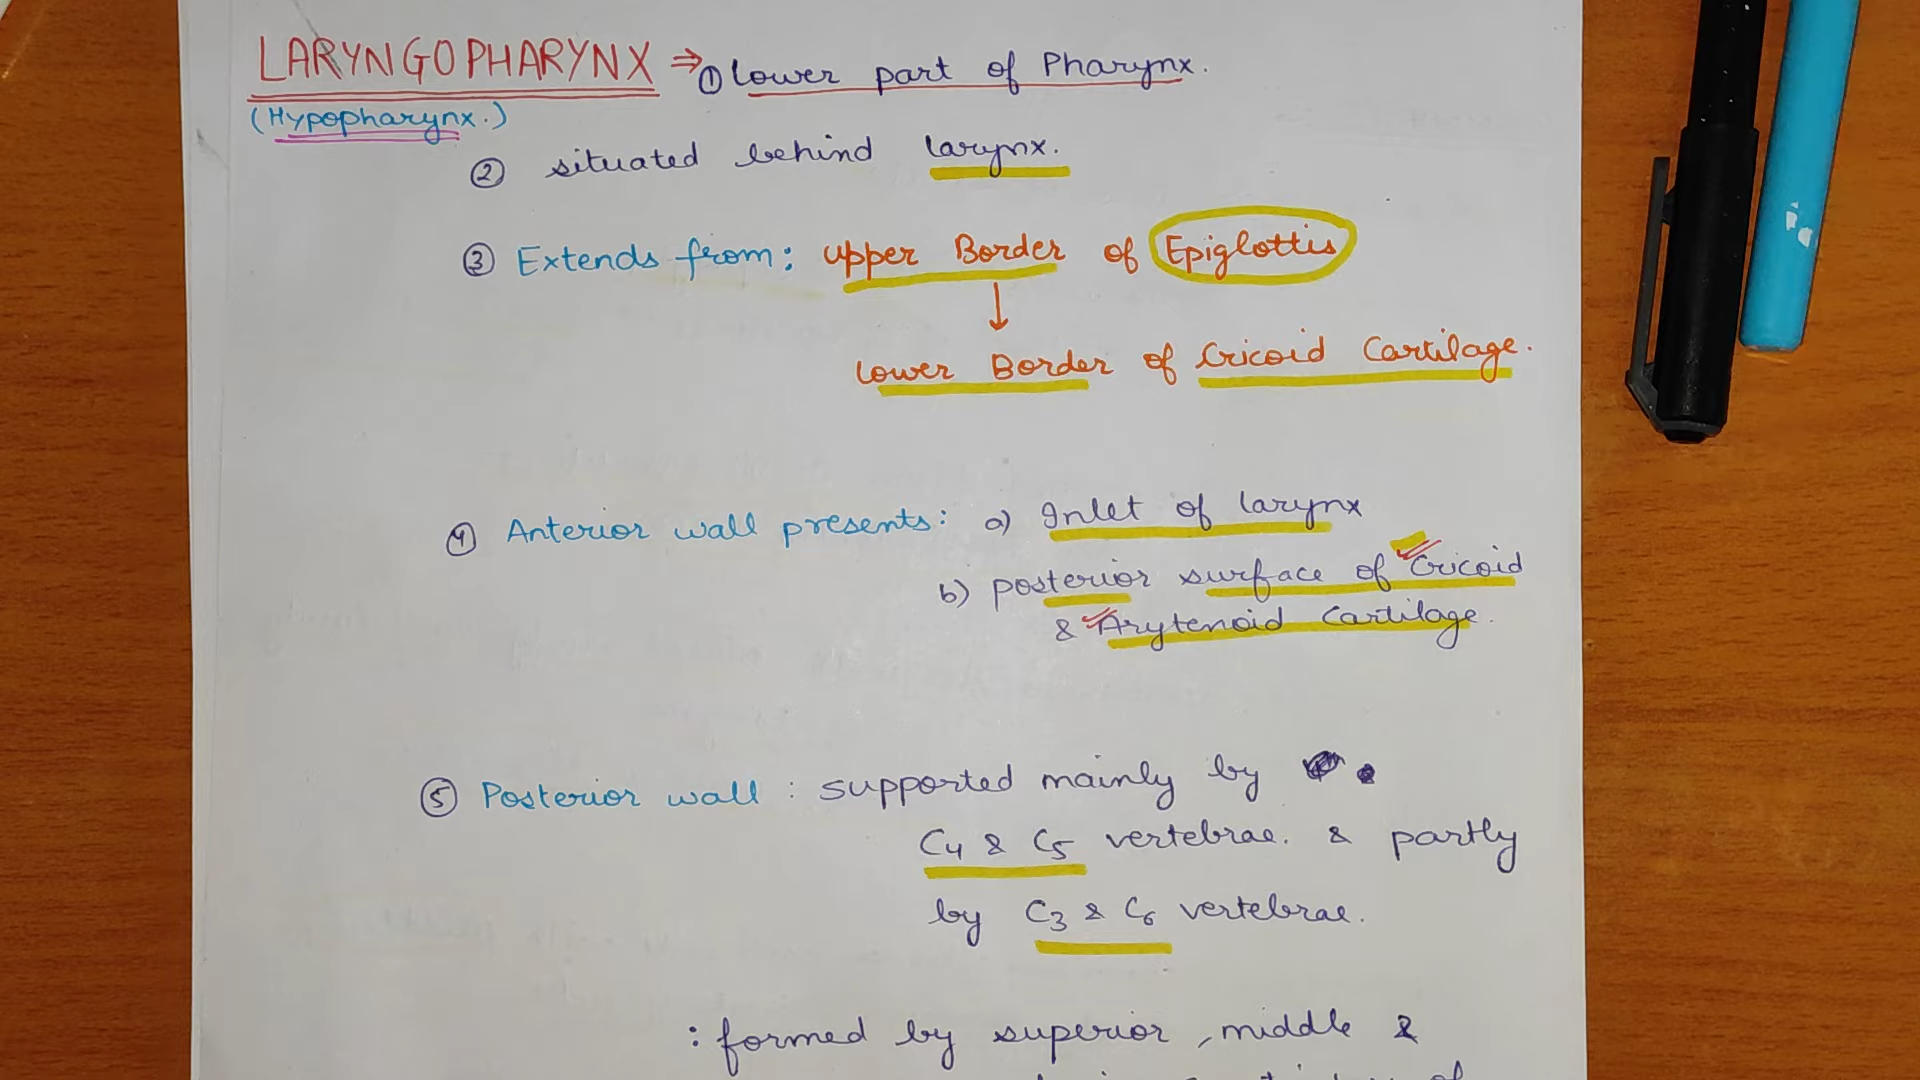 LARYNGOPHARYNX ⇒ ① Lower part of Pharynx.
(Hypopharynx.)
② situated behind larynx.
③ Extends from: upper Border of Epiglottis
↓
lower Border of Cricoid Cartilage.
④ Anterior wall presents: a) Inlet of larynx
b) posterior surface of Cricoid
& Arytenoid Cartilage.
⑤ Posterior wall : supported mainly by
C4 & C5 vertebrae. & partly
by C3 & C6 vertebrae.
: formed by superior, middle &